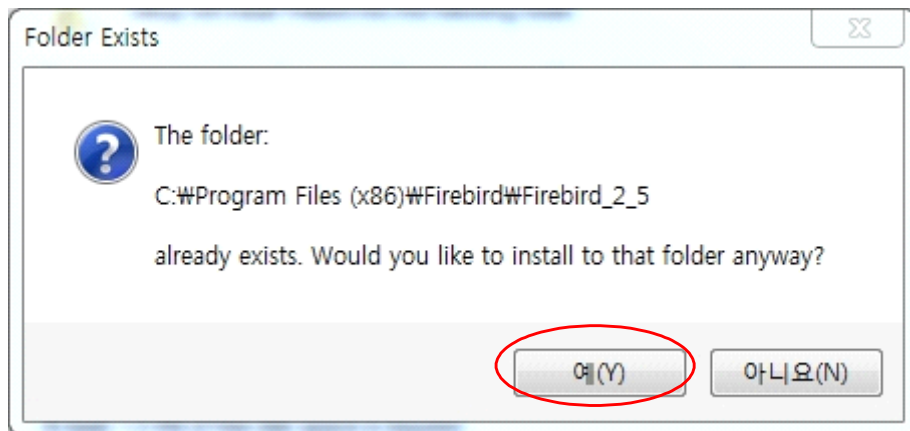 Folder Exists
The folder:
C:₩Program Files (x86)₩Firebird₩Firebird_2_5
already exists. Would you like to install to that folder anyway?
예(Y)
아니요(N)